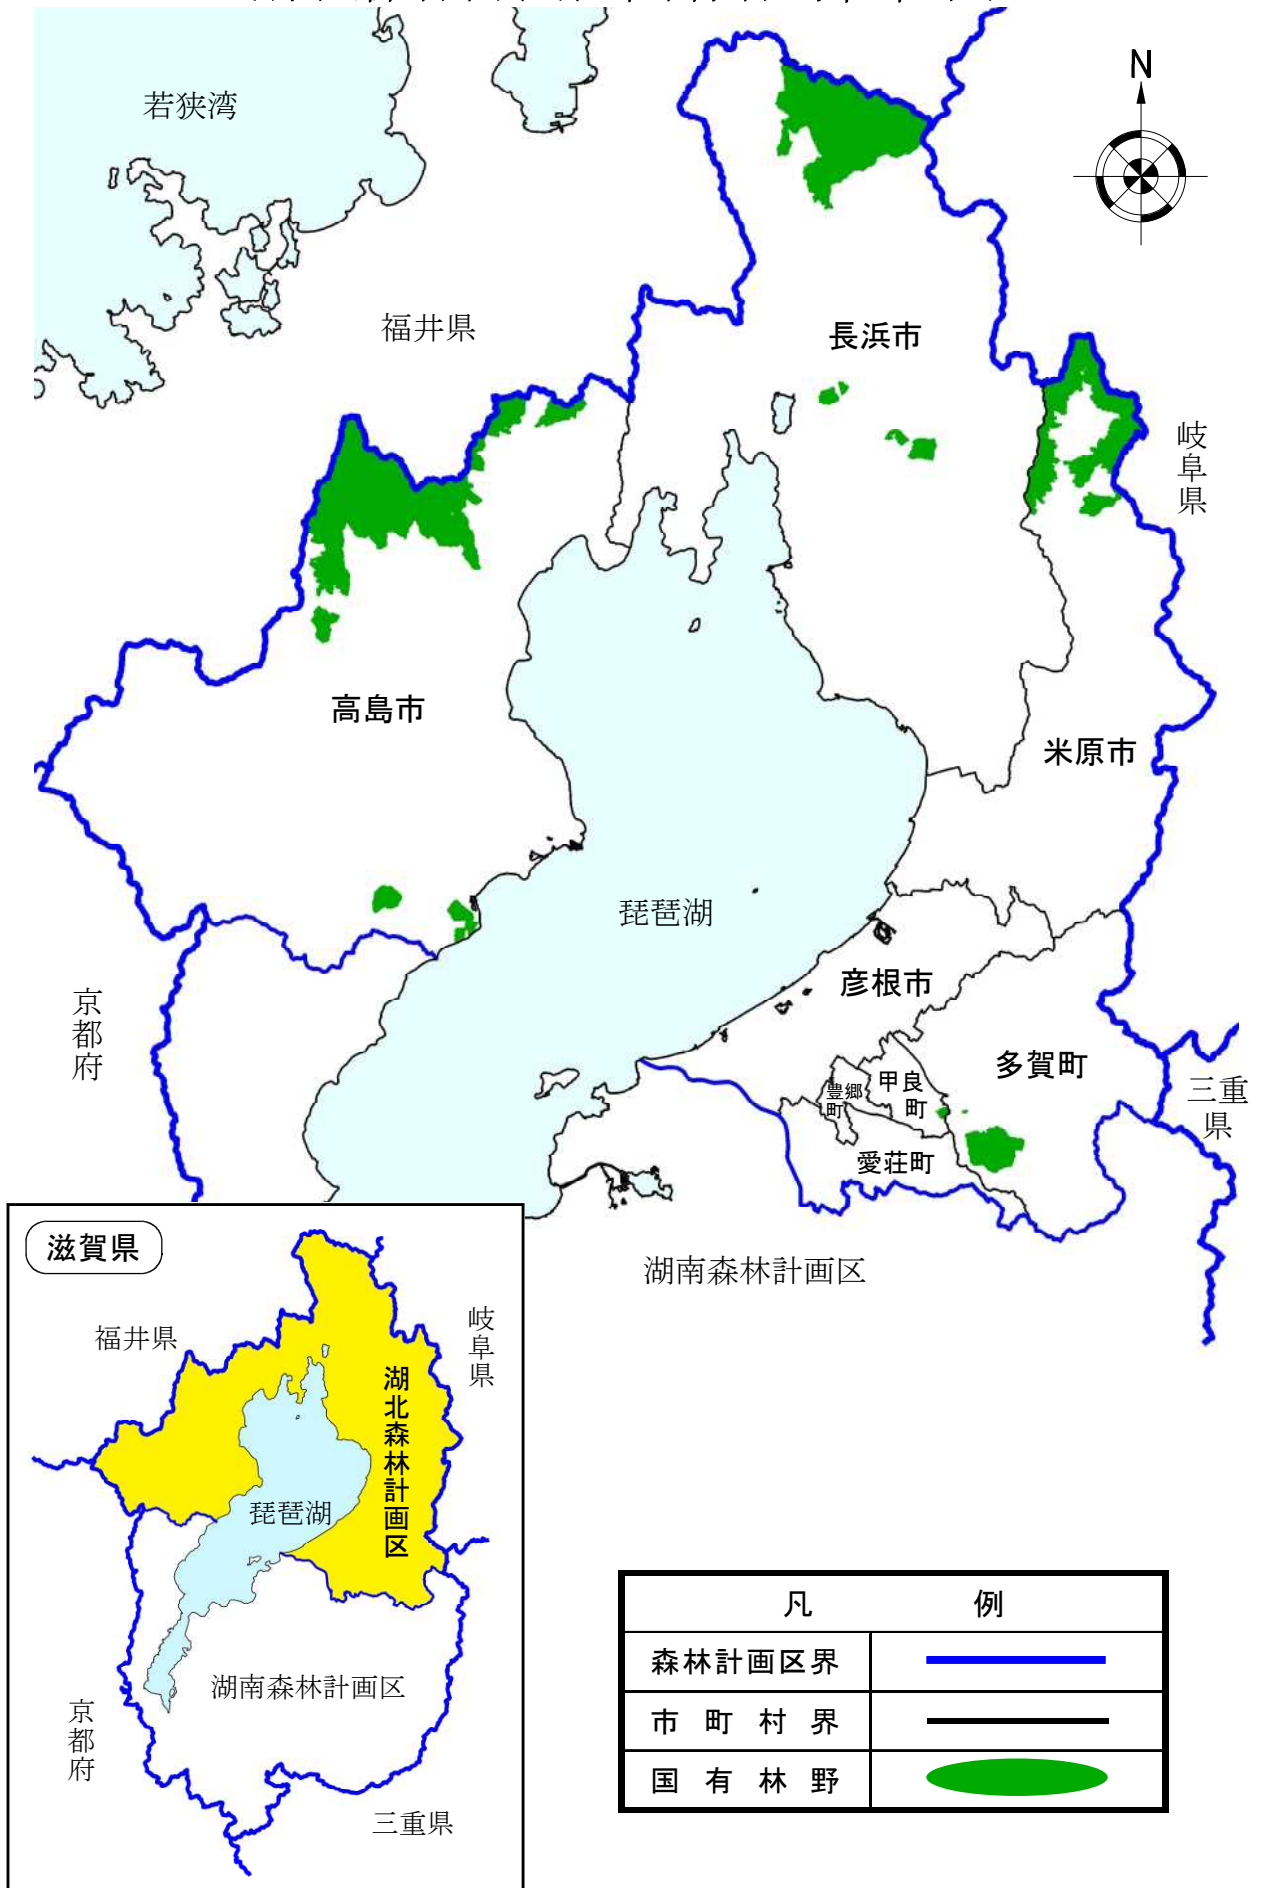 N
若狭湾
福井県
長浜市
岐阜県
高島市
米原市
琵琶湖
彦根市
京都府
多賀町
甲良町
豊郷町
三重県
愛荘町
湖南森林計画区
滋賀県
福井県
岐阜県
湖北森林計画区
琵琶湖
湖南森林計画区
京都府
三重県
凡 例
森林計画区界
市町村界
国有林野